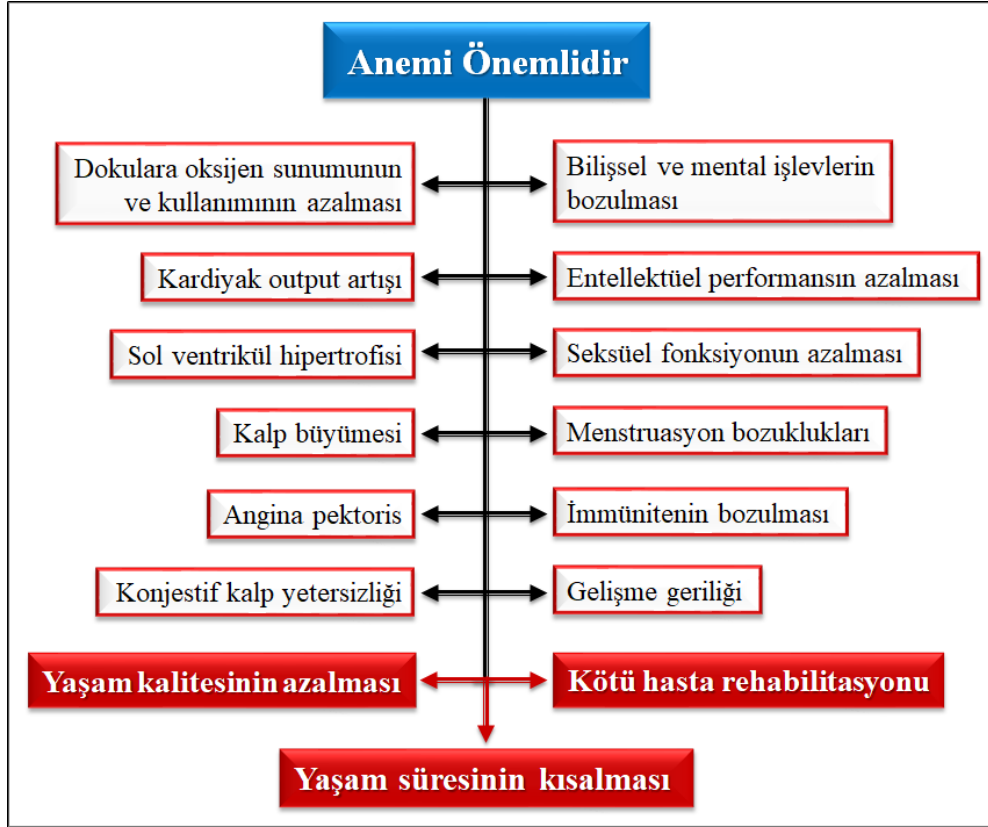 Anemi Önemlidir
Dokulara oksijen sunumunun
ve kullanımının azalması
Bilişsel ve mental işlevlerin
bozulması
Kardiyak output artışı
Entellektüel performansın azalması
Sol ventrikül hipertrofisi
Seksüel fonksiyonun azalması
Kalp büyümesi
Menstruasyon bozuklukları
Angina pektoris
İmmünitenin bozulması
Konjestif kalp yetersizliği
Gelişme geriliği
Yaşam kalitesinin azalması
Kötü hasta rehabilitasyonu
Yaşam süresinin kısalması